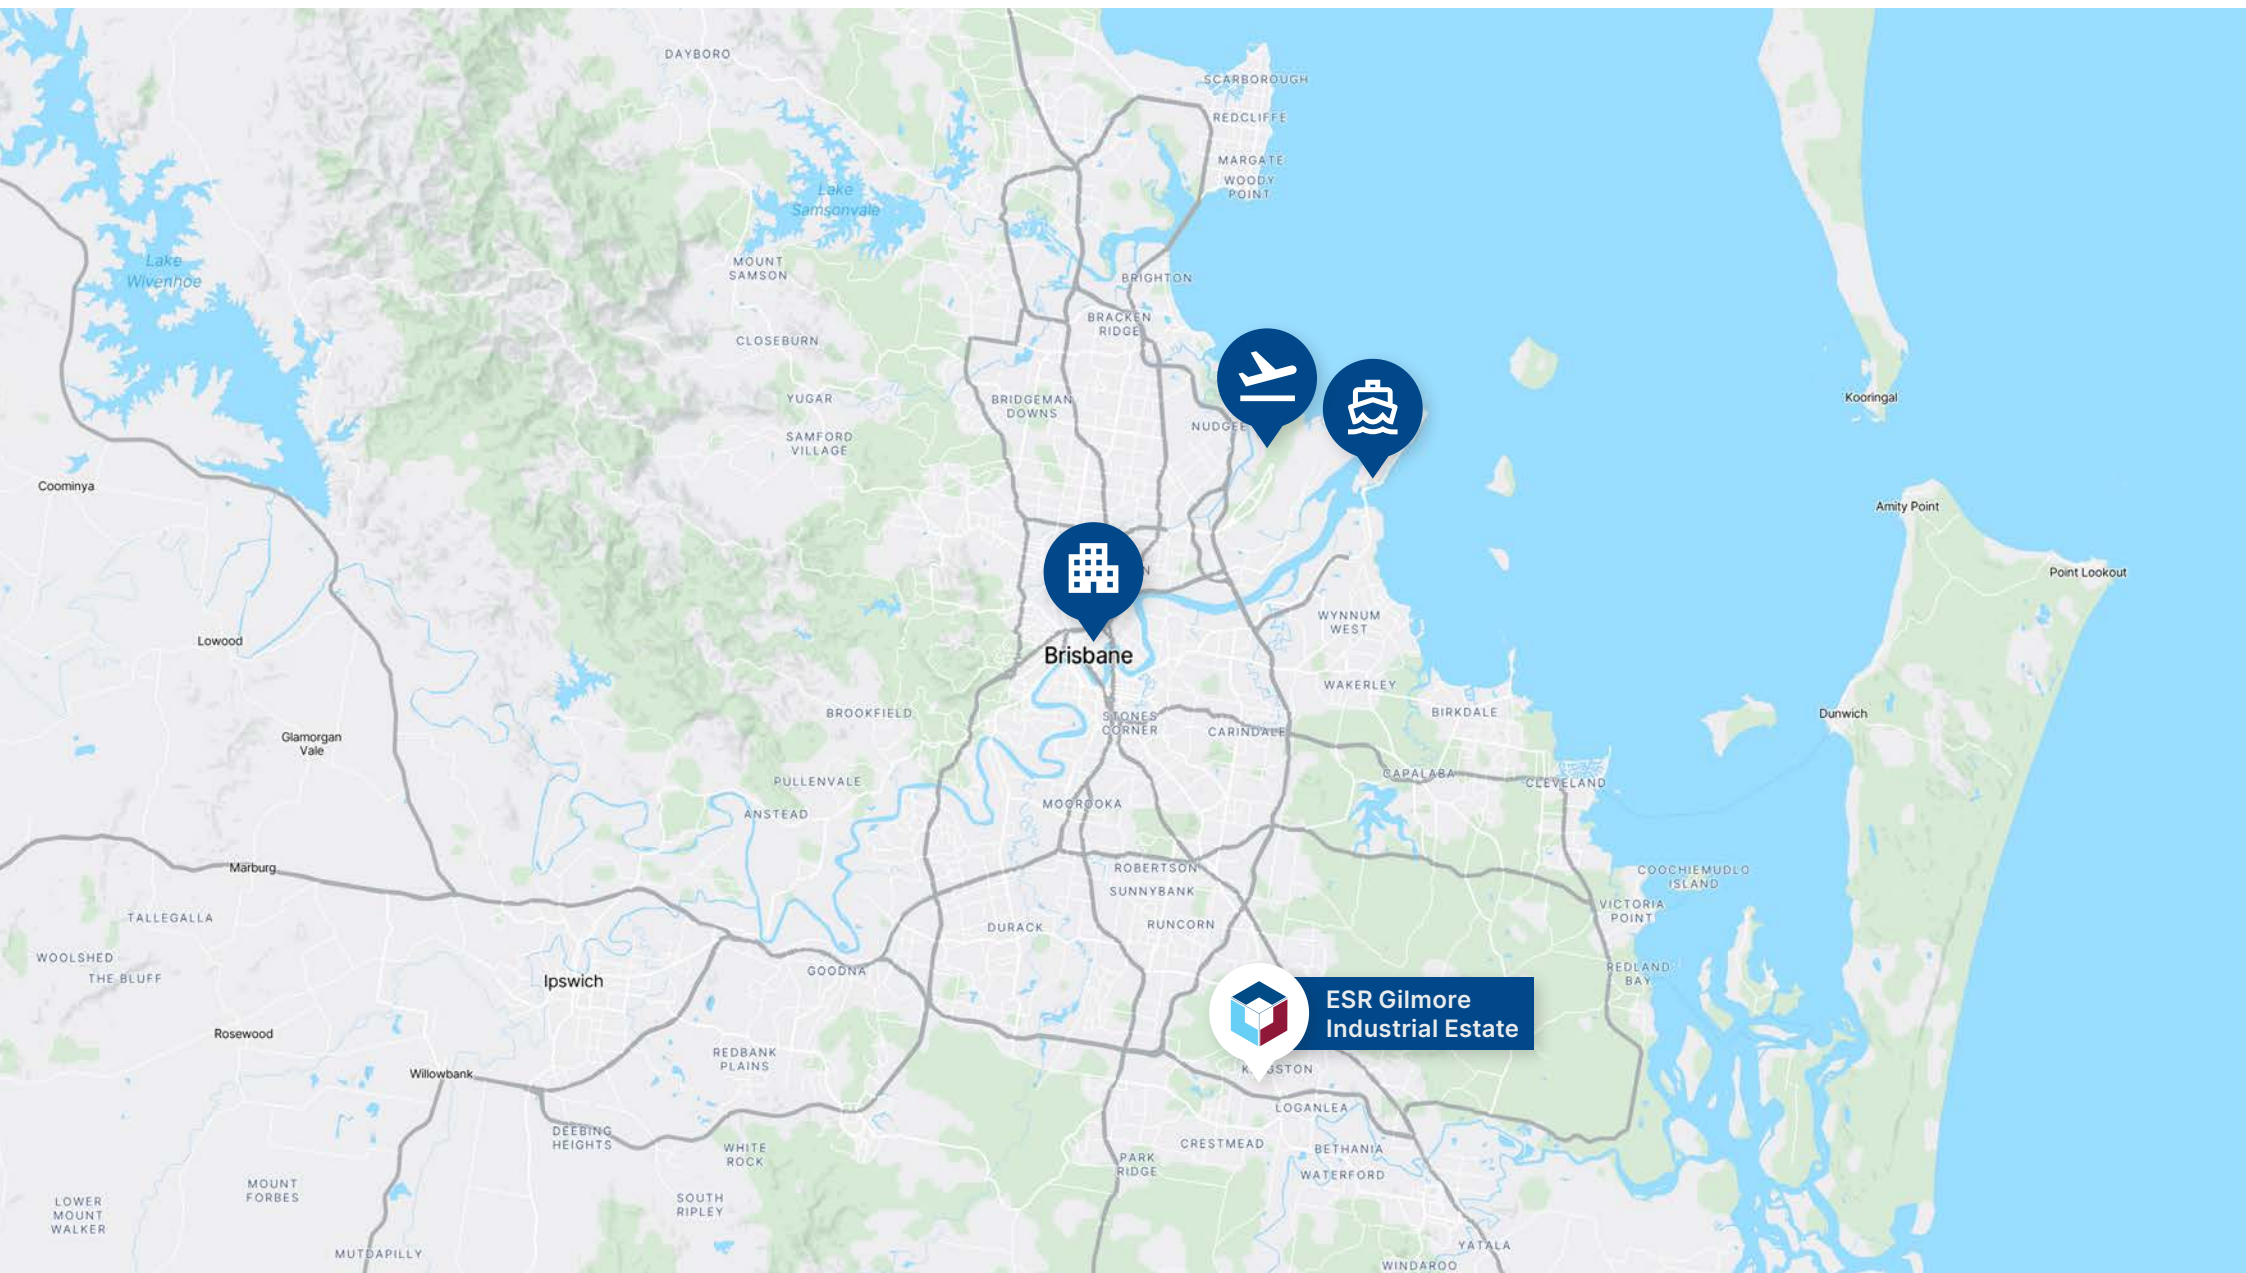 DAYBORO
SCARBOROUGH
REDCLIFFE
MARGATE
WOODY
POINT
Lake
Samsonvale
Lake
Wivenhoe
MOUNT
SAMSON
BRIGHTON
BRACKEN
RIDGE
CLOSEBURN
YUGAR
BRIDGEMAN
DOWNS
Kooringal
NUDGEE
SAMFORD
VILLAGE
Coominya
Amity Point
Point Lookout
WYNNUM
WEST
Lowood
Brisbane
WAKERLEY
BROOKFIELD
BIRKDALE
Dunwich
STONES
CORNER
CARINDALE
Glamorgan
Vale
CAPALABA
CLEVELAND
PULLENVALE
MOOROOKA
ANSTEAD
Marburg
ROBERTSON
COOCHIEMUDLO
ISLAND
SUNNYBANK
VICTORIA
POINT
TALLEGALLA
DURACK
RUNCORN
WOOLSHED
THE BLUFF
GOODNA
REDLAND
BAY
Ipswich
ESR Gilmore
Industrial Estate
Rosewood
REDBANK
PLAINS
Willowbank
LOGANLEA
DEEBING
HEIGHTS
WHITE
ROCK
CRESTMEAD
BETHANIA
PARK
RIDGE
WATERFORD
MOUNT
FORBES
SOUTH
RIPLEY
LOWER
MOUNT
WALKER
MUTDAPILLY
YATALA
WINDAROO